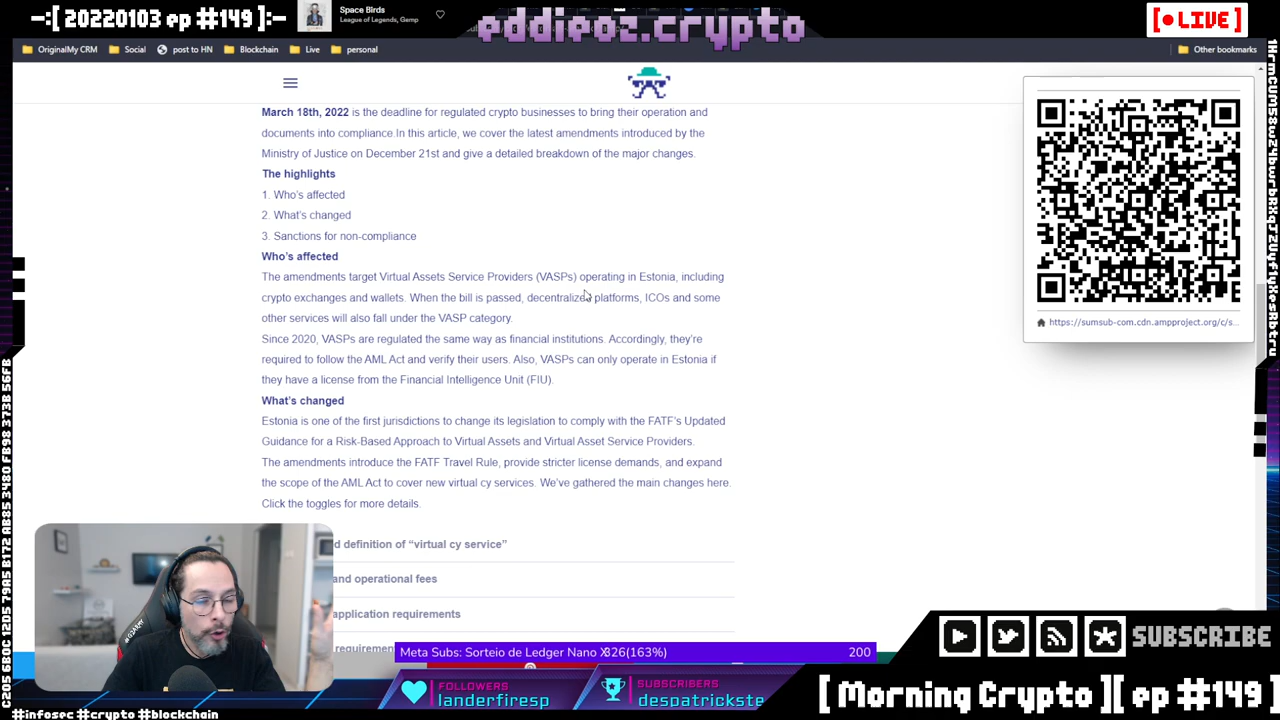 -:[ 20220103 ep #149 ]:-
Space Birds
League of Legends, Gemp
eddieoz.crypto
[ LIVE ]
OriginalMy CRM
Social
post to HN
Blockchain
Live
personal
Other bookmarks
March 18th, 2022 is the deadline for regulated crypto businesses to bring their operation and
documents into compliance.In this article, we cover the latest amendments introduced by the
Ministry of Justice on December 21st and give a detailed breakdown of the major changes.
The highlights
1. Who's affected
2. What's changed
3. Sanctions for non-compliance
Who's affected
The amendments target Virtual Assets Service Providers (VASPs) operating in Estonia, including
crypto exchanges and wallets. When the bill is passed, decentralized platforms, ICOs and some
other services will also fall under the VASP category.
Since 2020, VASPs are regulated the same way as financial institutions. Accordingly, they're
required to follow the AML Act and verify their users. Also, VASPs can only operate in Estonia if
they have a license from the Financial Intelligence Unit (FIU).
What's changed
Estonia is one of the first jurisdictions to change its legislation to comply with the FATF's Updated
Guidance for a Risk-Based Approach to Virtual Assets and Virtual Asset Service Providers.
The amendments introduce the FATF Travel Rule, provide stricter license demands, and expand
the scope of the AML Act to cover new virtual cy services. We've gathered the main changes here.
Click the toggles for more details.
definition of "virtual cy service"
and operational fees
application requirements
https://sumsub-com.cdn.ampproject.org/c/s...
C205 5B00 12D5 79A5 B172 AB35 3480 FB98 373B 56FB
Meta Subs: Sorteio de Ledger Nano X
326(163%)
200
FOLLOWERS
landerfiresp
SUBSCRIBERS
despatrickste
SUBSCRIBE
[ Morning Crypto ][ ep #149 ]
#infosec #crypto #blockchain